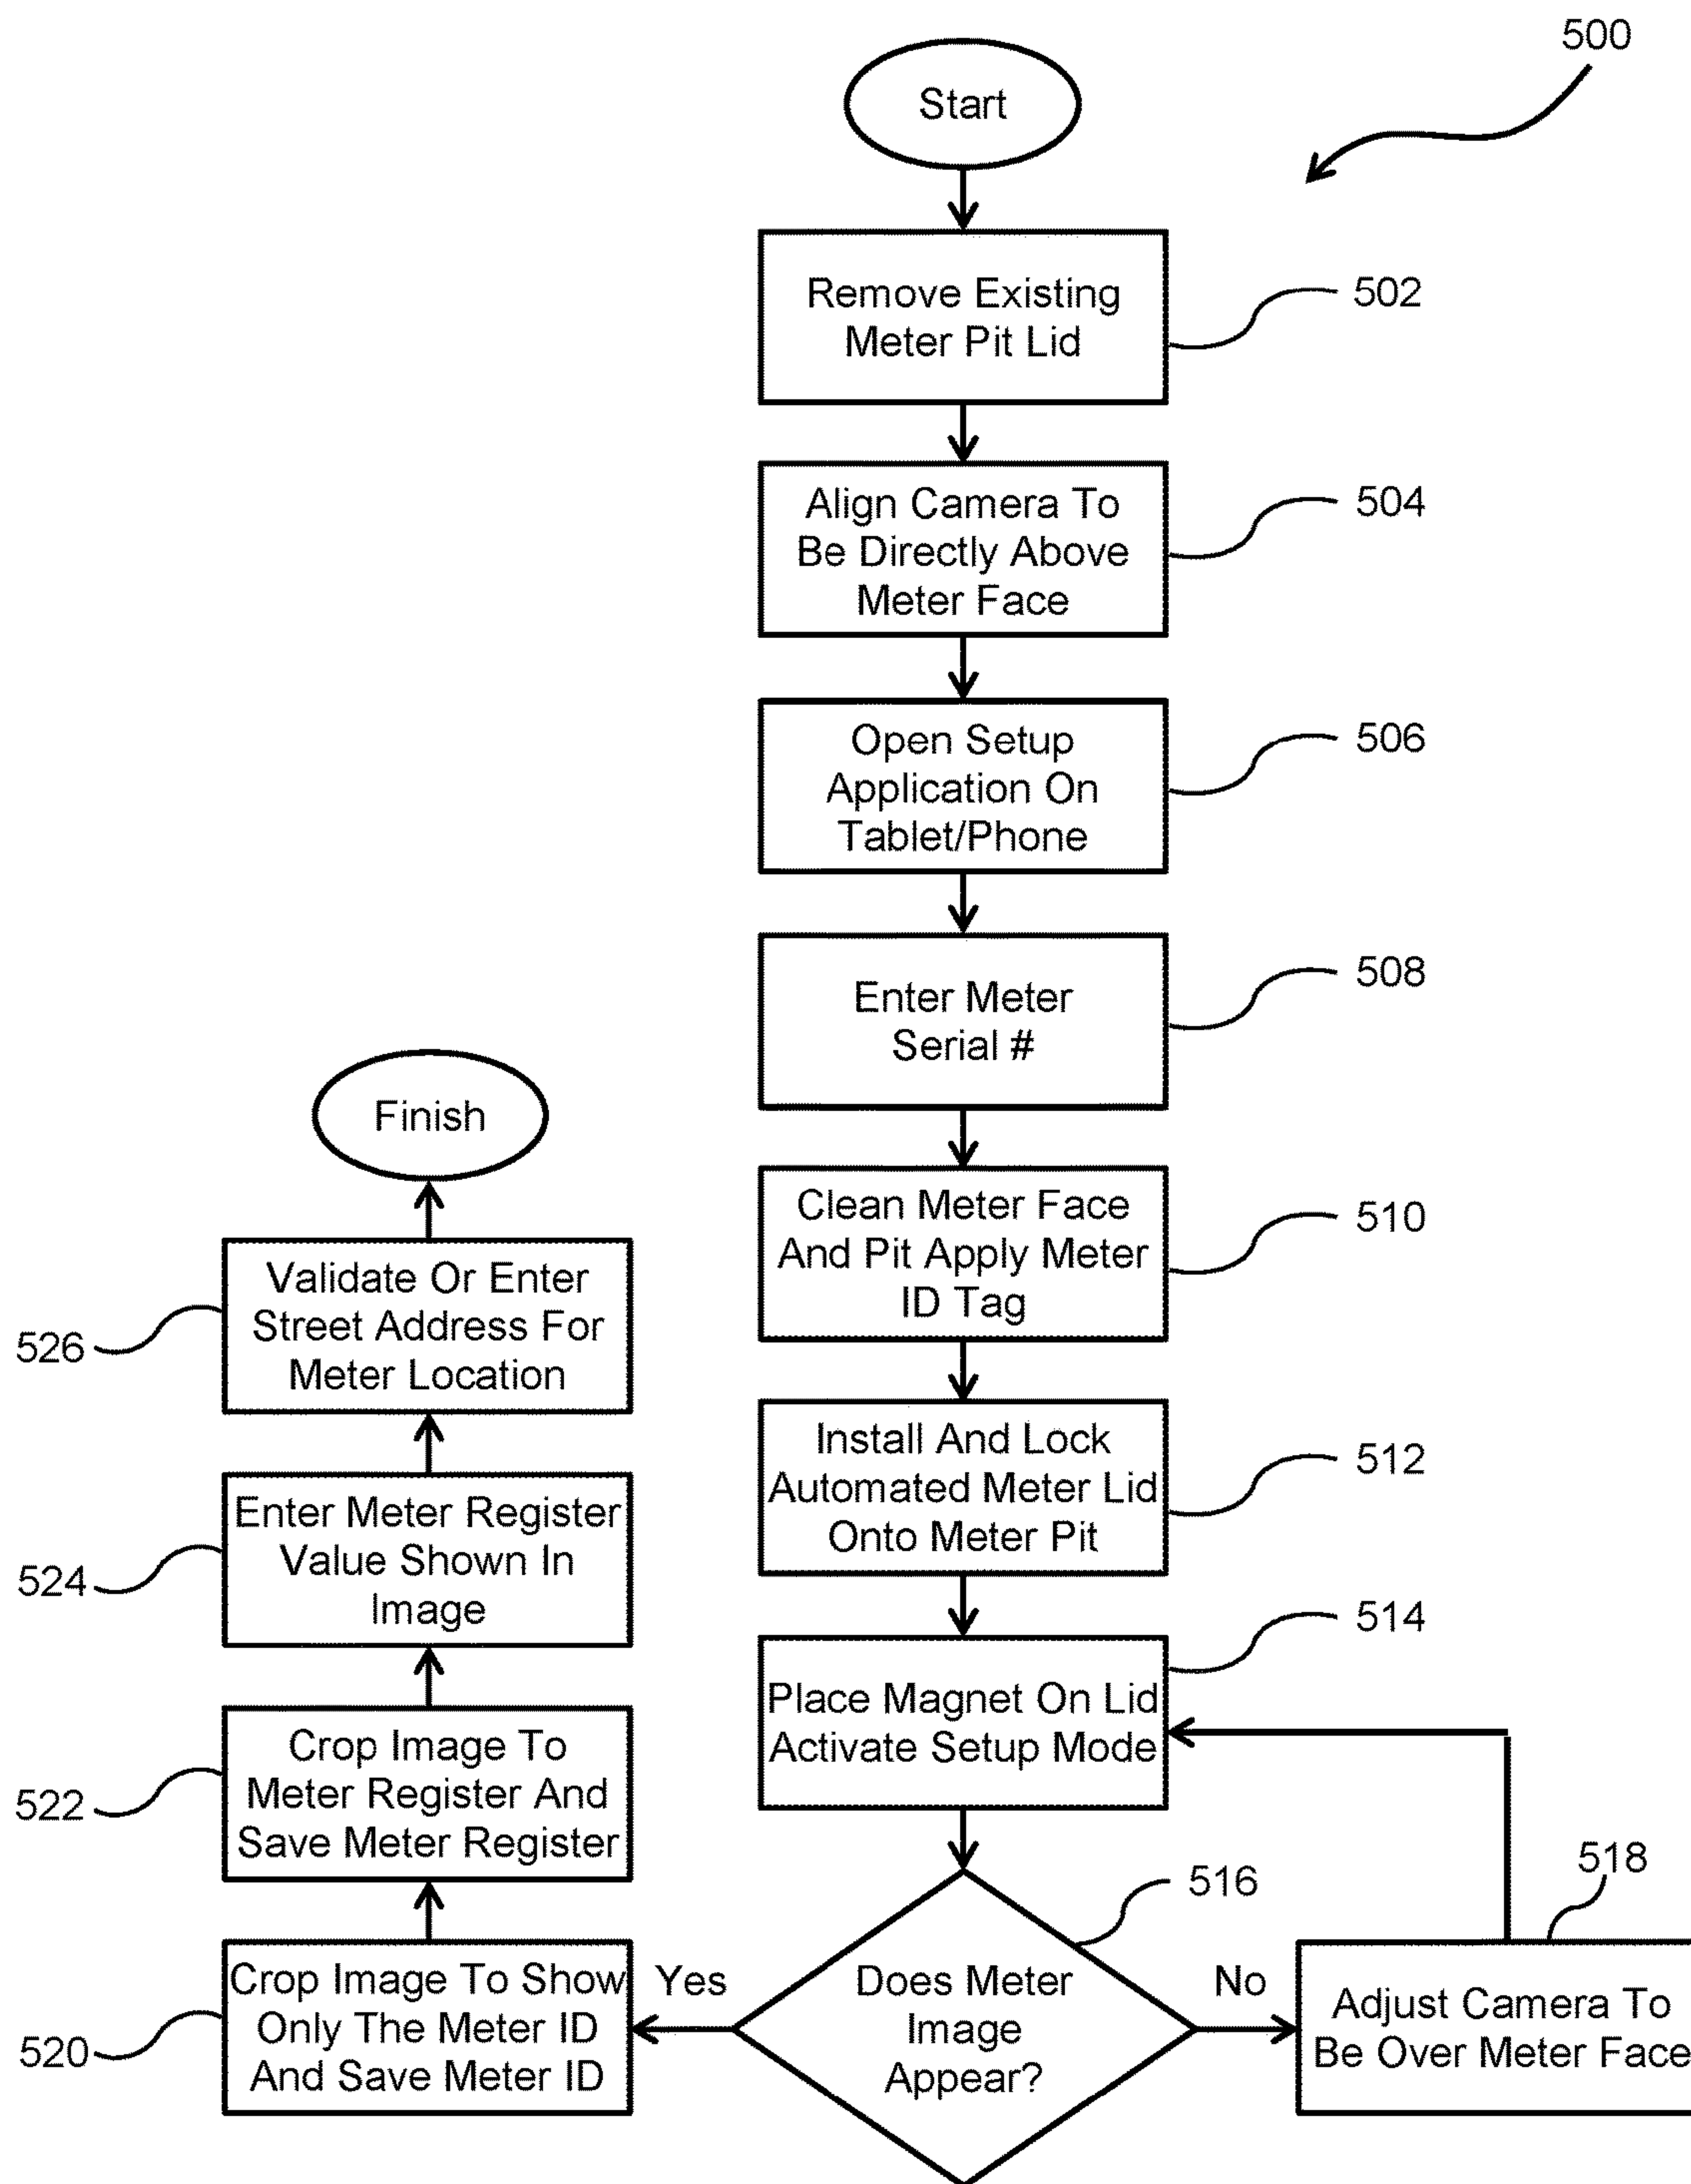 500
Start
Remove Existing
Meter Pit Lid
502
Align Camera To
Be Directly Above
Meter Face
504
Open Setup
Application On
Tablet/Phone
506
Enter Meter
Serial #
508
Clean Meter Face
And Pit Apply Meter
ID Tag
510
Install And Lock
Automated Meter Lid
Onto Meter Pit
512
Place Magnet On Lid
Activate Setup Mode
514
Does Meter
Image
Appear?
516
No
Adjust Camera To
Be Over Meter Face
518
Yes
Crop Image To Show
Only The Meter ID
And Save Meter ID
520
Crop Image To
Meter Register And
Save Meter Register
522
Enter Meter Register
Value Shown In
Image
524
Validate Or Enter
Street Address For
Meter Location
526
Finish